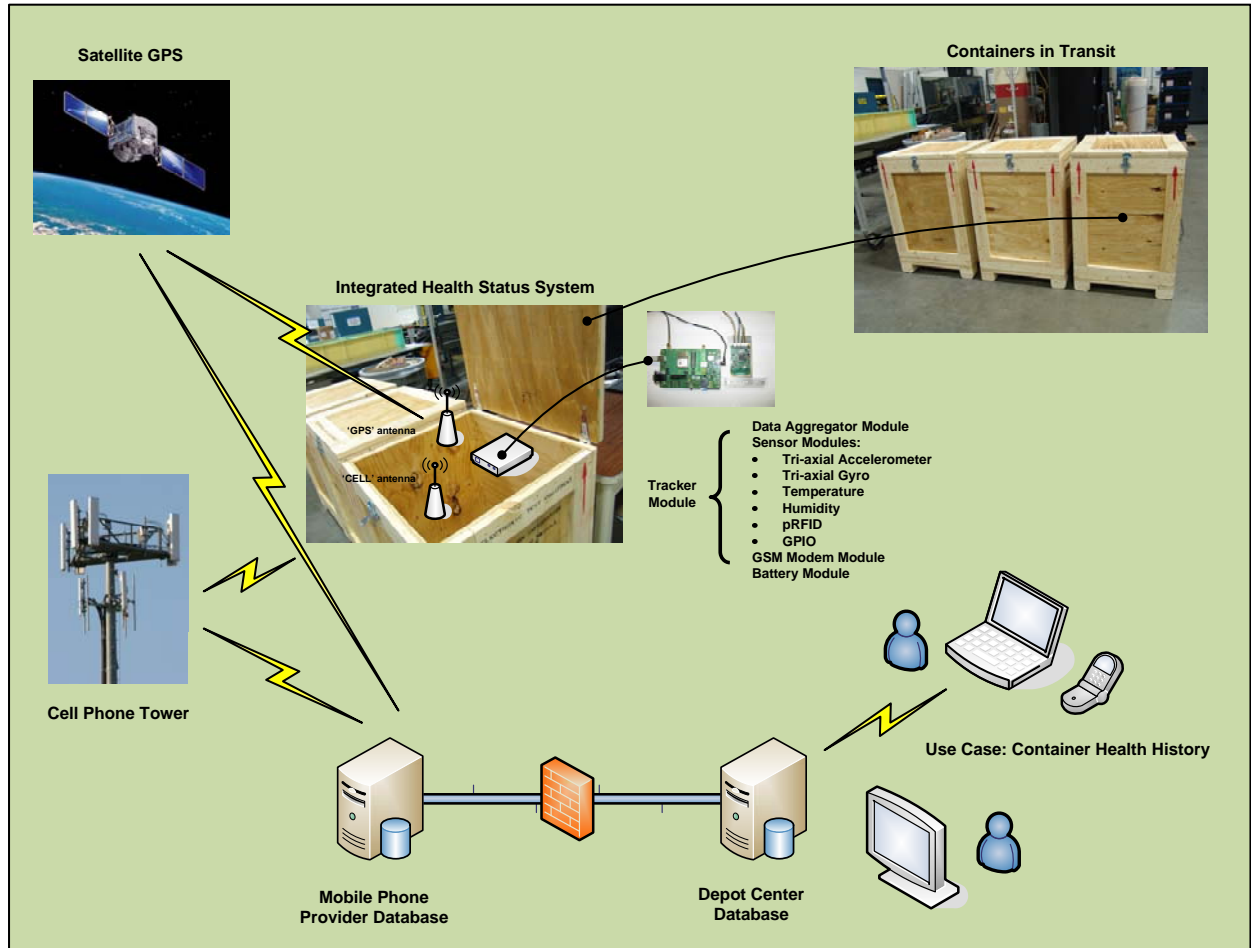 Satellite GPS
Containers in Transit
Integrated Health Status System
'GPS' antenna
'CELL' antenna
Tracker
Module
Data Aggregator Module
Sensor Modules:
• Tri-axial Accelerometer
• Tri-axial Gyro
• Temperature
• Humidity
• pRFID
• GPIO
GSM Modem Module
Battery Module
Cell Phone Tower
Use Case: Container Health History
Mobile Phone
Provider Database
Depot Center
Database